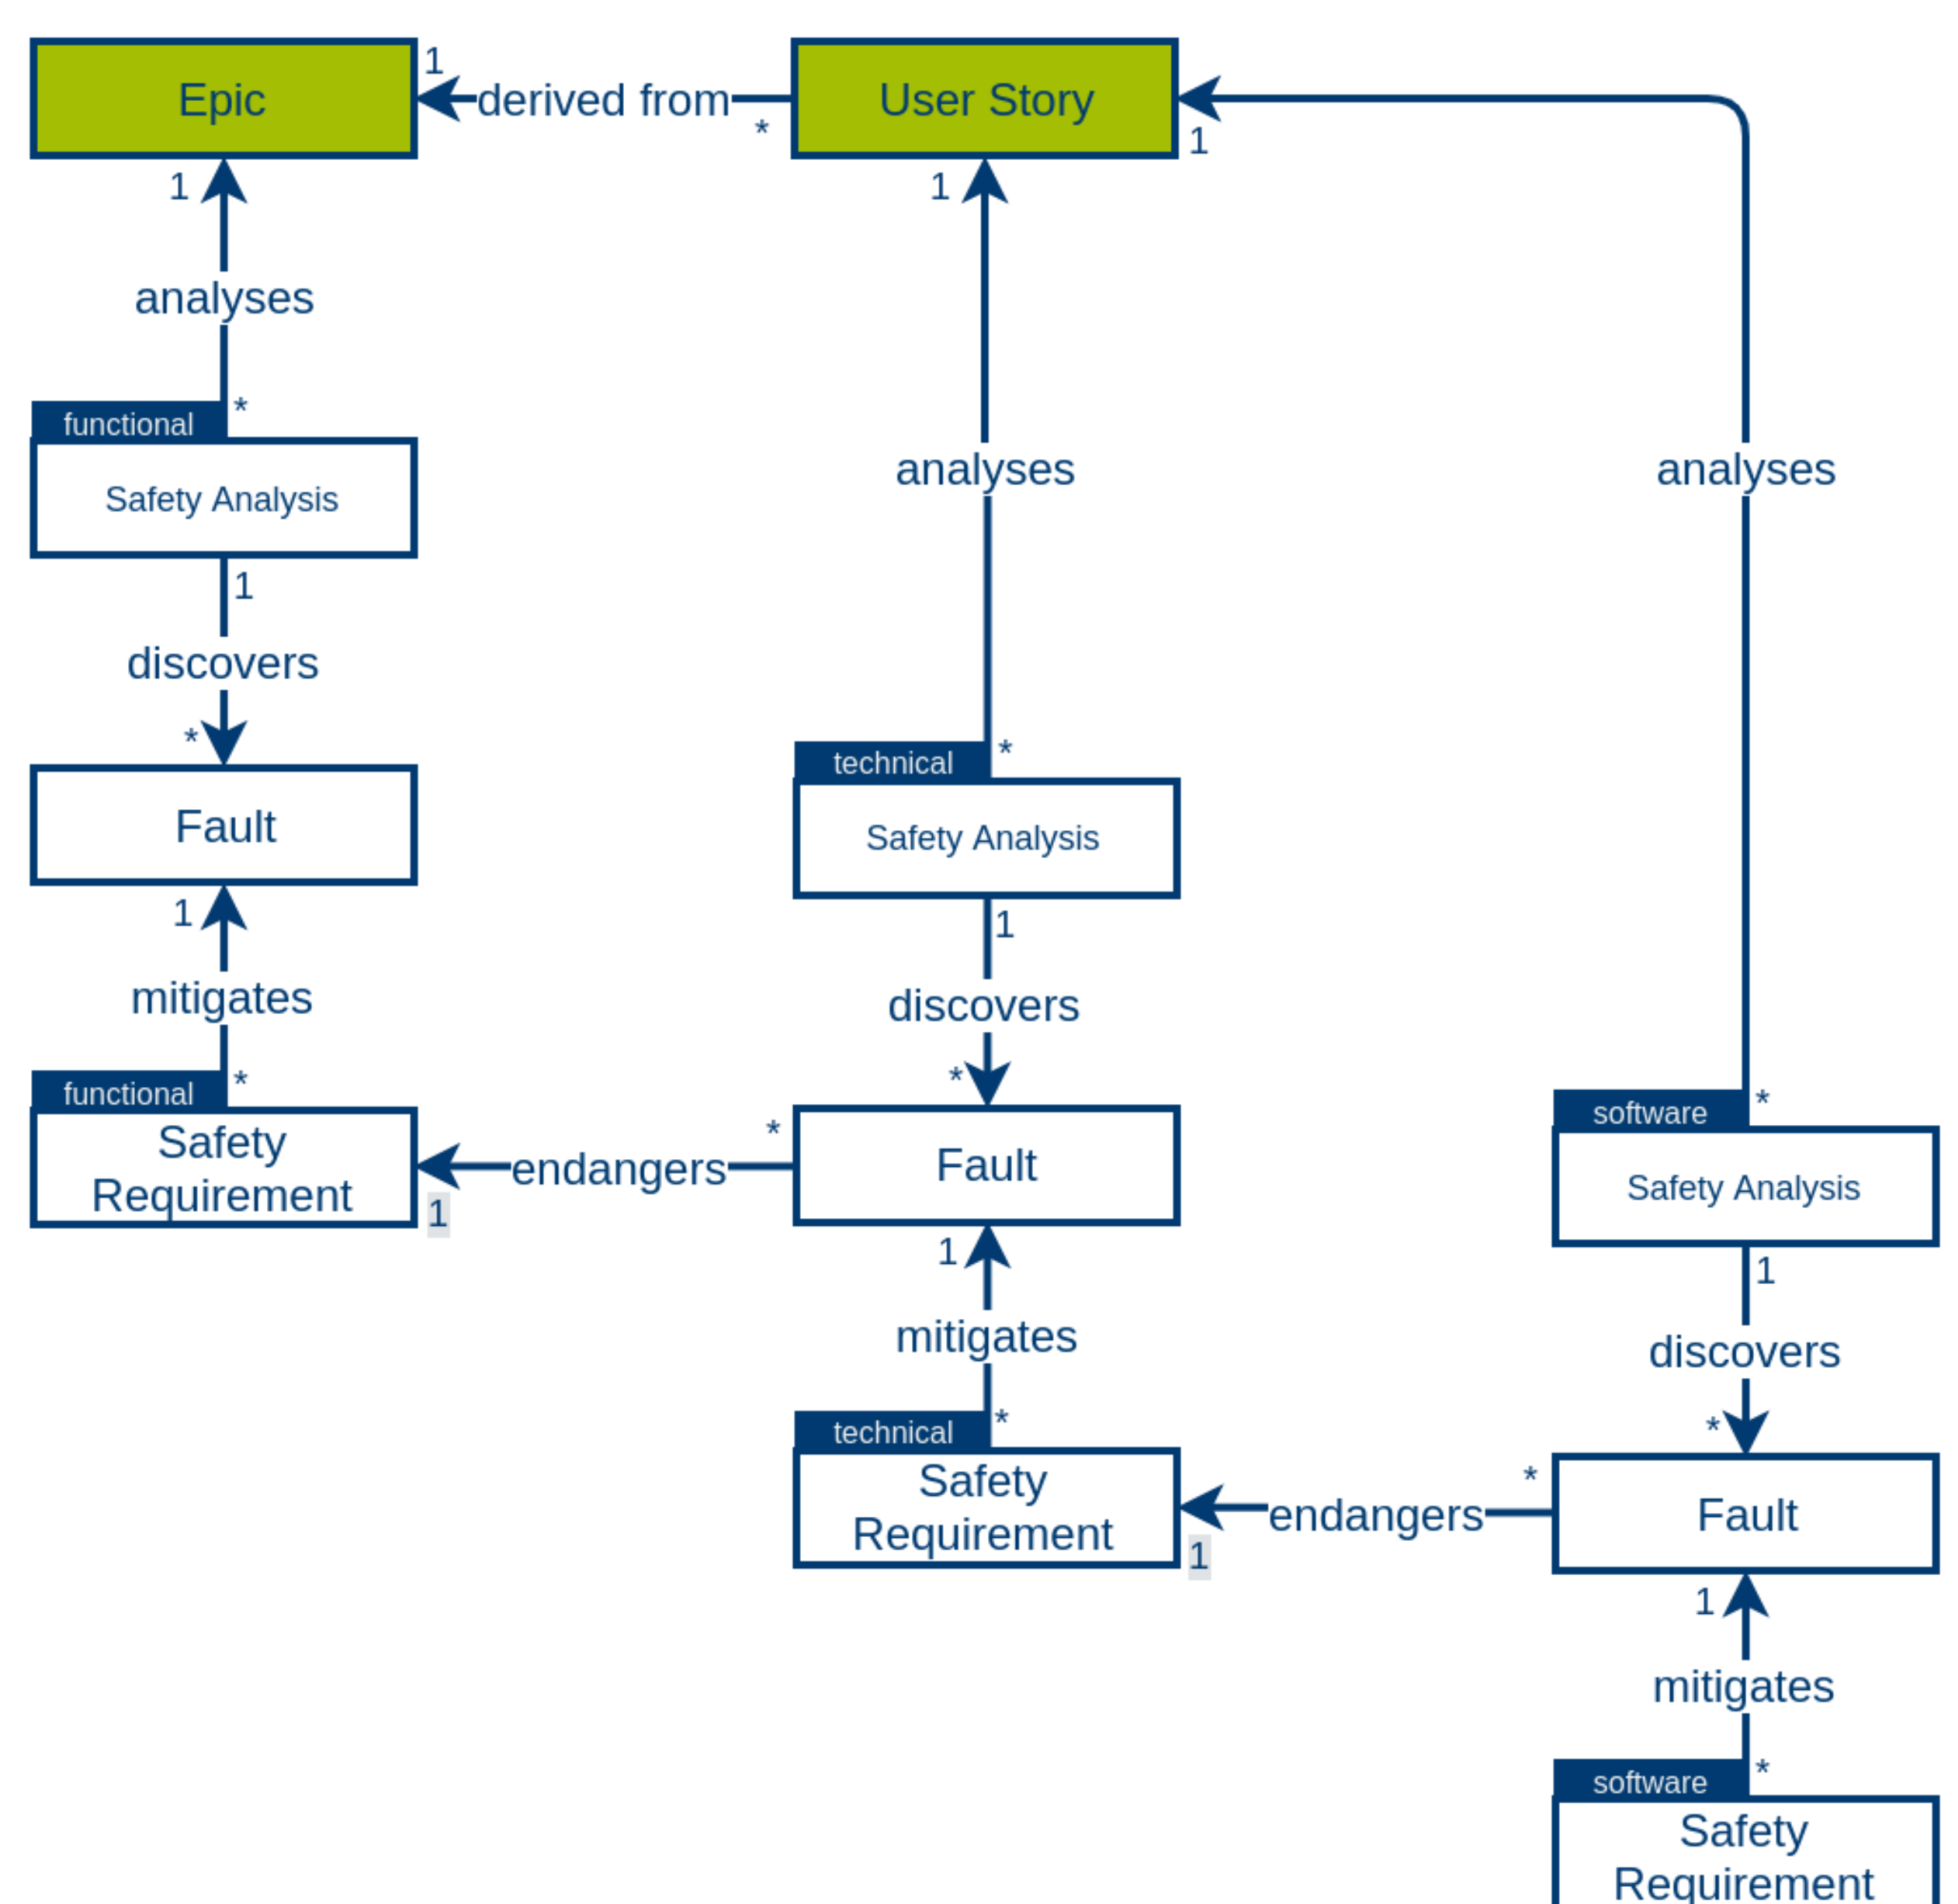 1
Epic
derived from
User Story
*
1
1
1
analyses
*
functional
Safety Analysis
1
discovers
*
Fault
1
mitigates
*
functional
Safety
Requirement
analyses
*
technical
Safety Analysis
1
discovers
*
*
endangers
1
Fault
1
mitigates
*
technical
Safety
Requirement
analyses
*
software
Safety Analysis
1
discovers
*
*
endangers
1
Fault
1
mitigates
*
software
Safety
Requirement